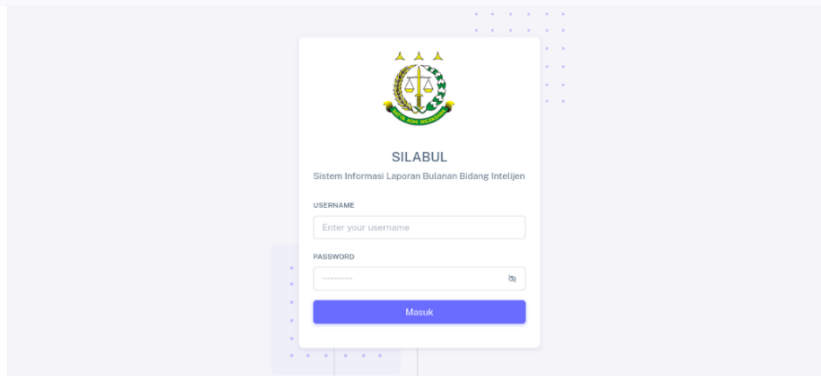 SILABUL
Sistem Informasi Laporan Bulanan Bidang Intelijen
USERNAME
Enter your username
PASSWORD
Masuk